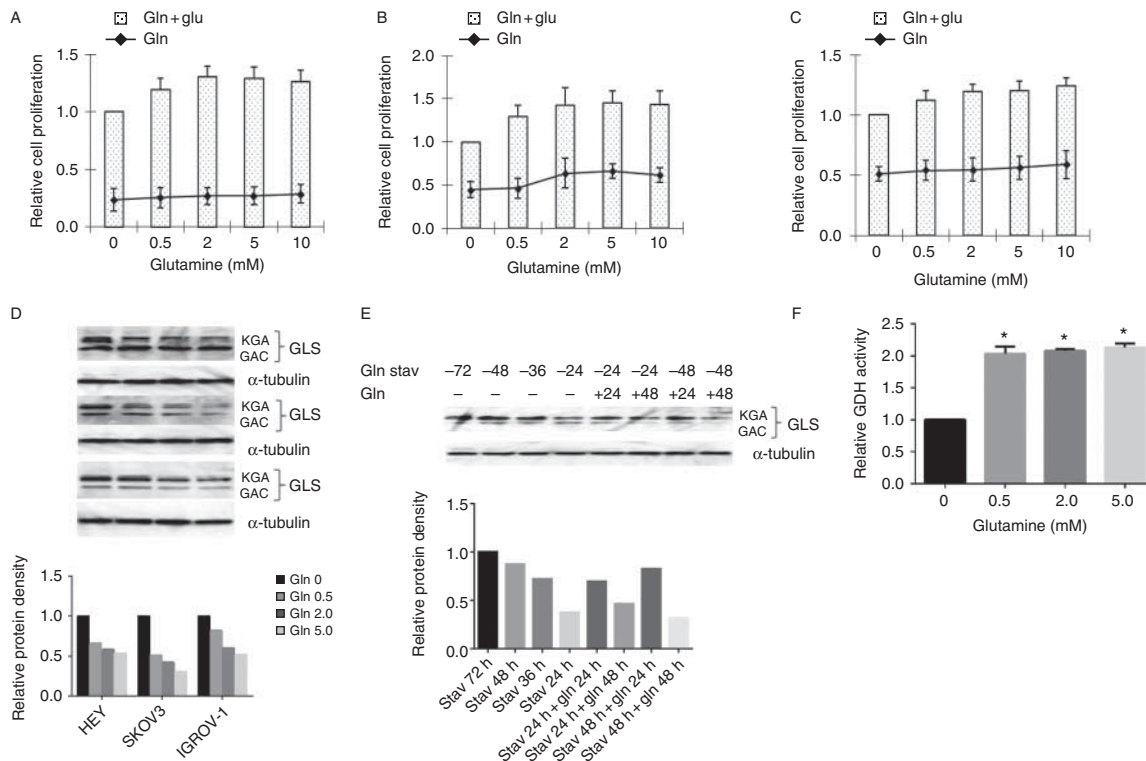 A
Gln+glu
Gln
Relative cell proliferation
1.5
1.0
0.5
0.0
0 0.5 2 5 10
Glutamine (mM)
B
Gln+glu
Gln
Relative cell proliferation
2.0
1.5
1.0
0.5
0.0
0 0.5 2 5 10
Glutamine (mM)
C
Gln+glu
Gln
Relative cell proliferation
1.5
1.0
0.5
0.0
0 0.5 2 5 10
Glutamine (mM)
D
KGA
GAC
GLS
α-tubulin
KGA
GAC
GLS
α-tubulin
KGA
GAC
GLS
α-tubulin
Relative protein density
1.5
1.0
0.5
0.0
HEY
SKOV3
IGROV-1
Gln 0
Gln 0.5
Gln 2.0
Gln 5.0
E
Gln stav −72 −48 −36 −24 −24 −24 −48 −48
Gln − − − − +24 +48 +24 +48
KGA
GAC
GLS
α-tubulin
Relative protein density
1.5
1.0
0.5
0.0
Stav 72 h
Stav 48 h
Stav 36 h
Stav 24 h
Stav 24 h+gln 24 h
Stav 24 h+gln 48 h
Stav 48 h+gln 24 h
Stav 48 h+gln 48 h
F
Relative GDH activity
2.5
2.0
1.5
1.0
0.5
0.0
* * *
0 0.5 2.0 5.0
Glutamine (mM)